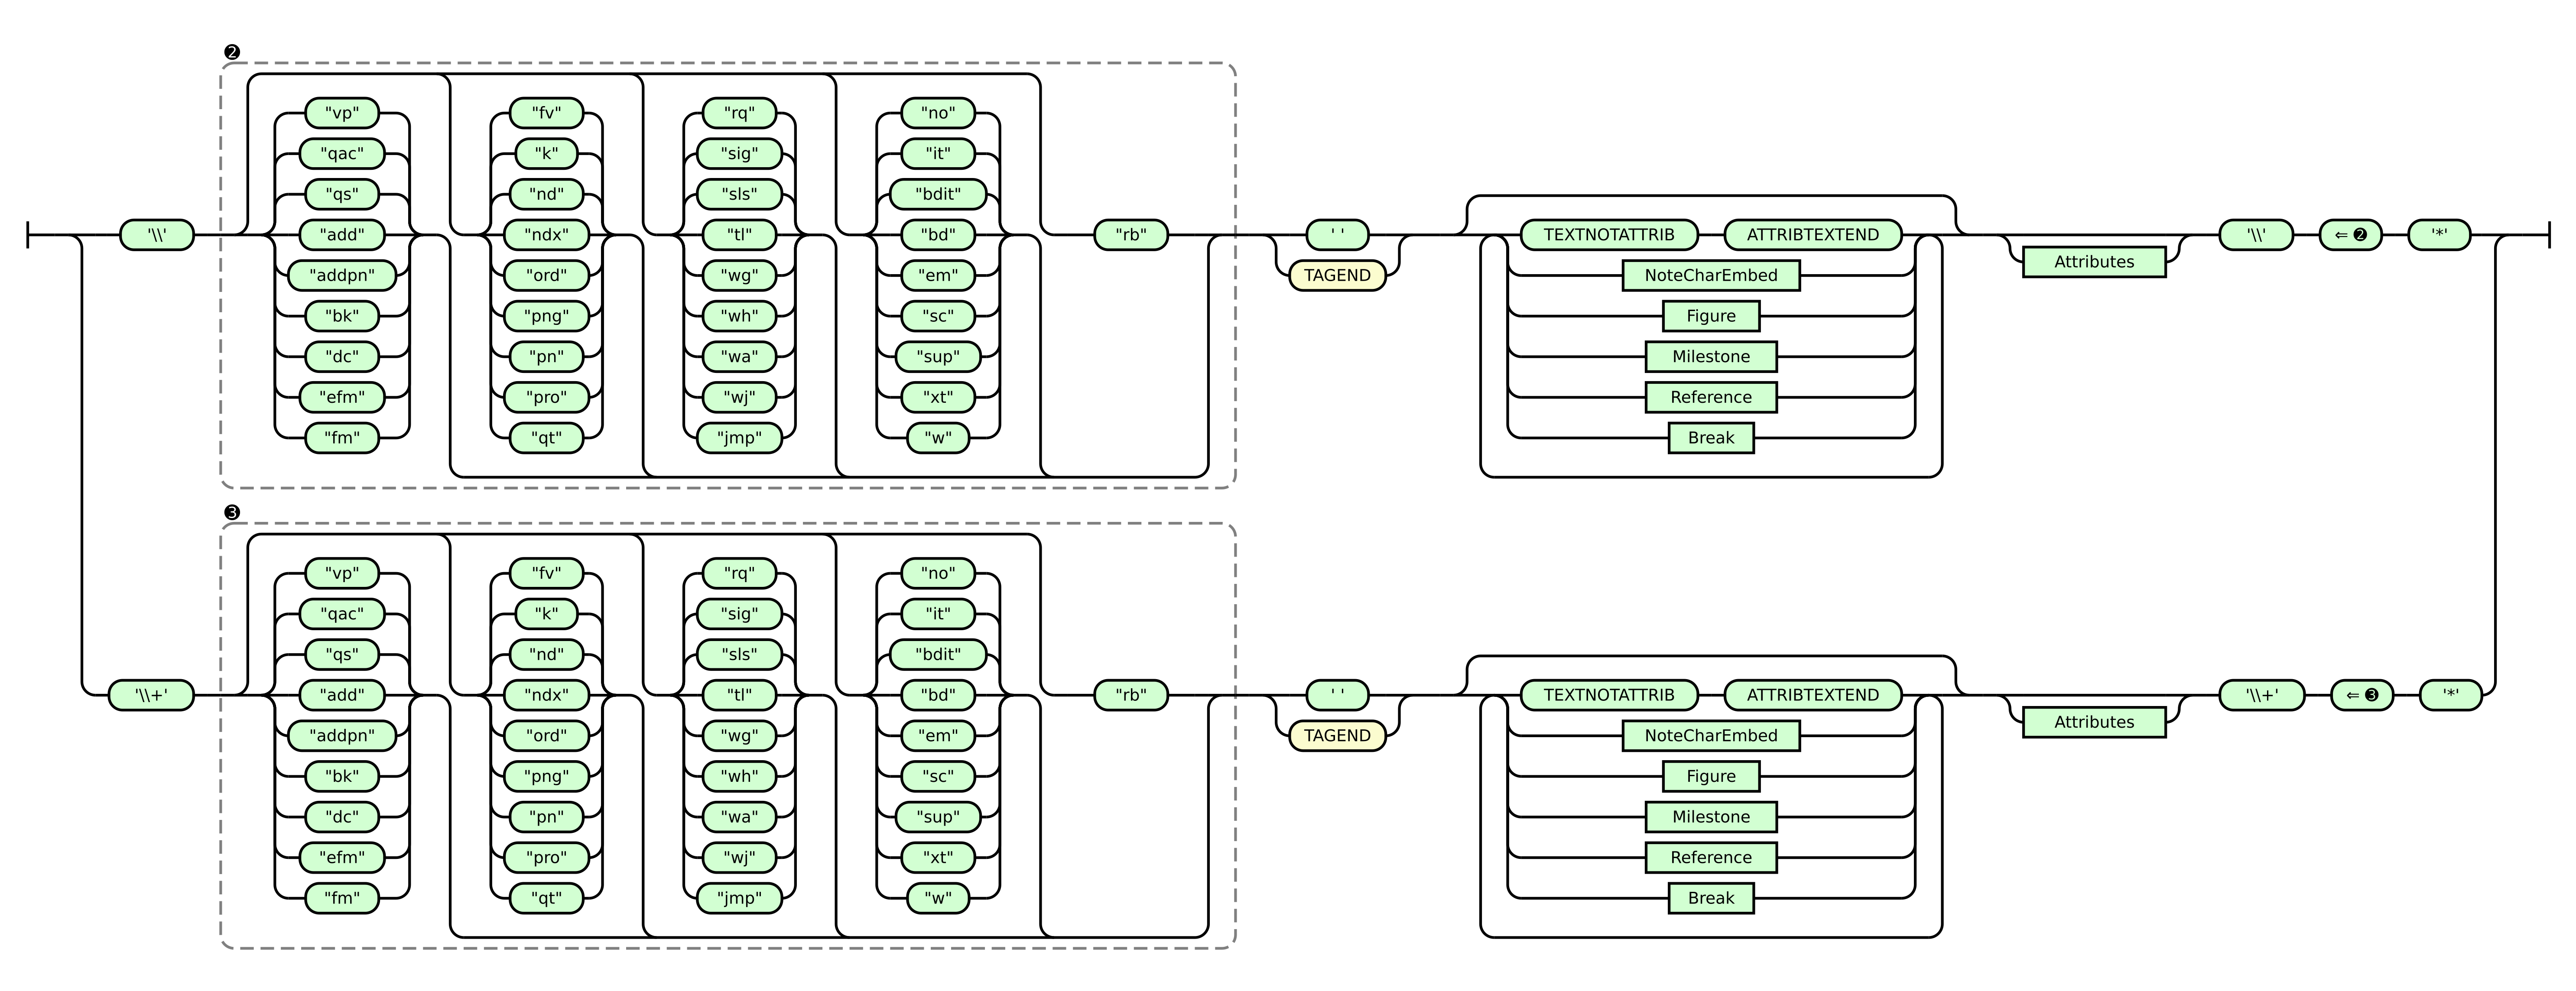 ❷
"vp" "fv" "rq" "no"
"qac" "k" "sig" "it"
"qs" "nd" "sls" "bdit"
'\\' "add" "ndx" "tl" "bd" "rb" ' ' TEXTNOTATTRIB ATTRIBTEXTEND '\\' ⇐ ❷ '*'
Attributes
"addpn" "ord" "wg" "em" TAGEND NoteCharEmbed
"bk" "png" "wh" "sc" Figure
"dc" "pn" "wa" "sup" Milestone
"efm" "pro" "wj" "xt" Reference
"fm" "qt" "jmp" "w" Break
❸
"vp" "fv" "rq" "no"
"qac" "k" "sig" "it"
"qs" "nd" "sls" "bdit"
'\\+' "add" "ndx" "tl" "bd" "rb" ' ' TEXTNOTATTRIB ATTRIBTEXTEND '\\+' ⇐ ❸ '*'
Attributes
"addpn" "ord" "wg" "em" TAGEND NoteCharEmbed
"bk" "png" "wh" "sc" Figure
"dc" "pn" "wa" "sup" Milestone
"efm" "pro" "wj" "xt" Reference
"fm" "qt" "jmp" "w" Break